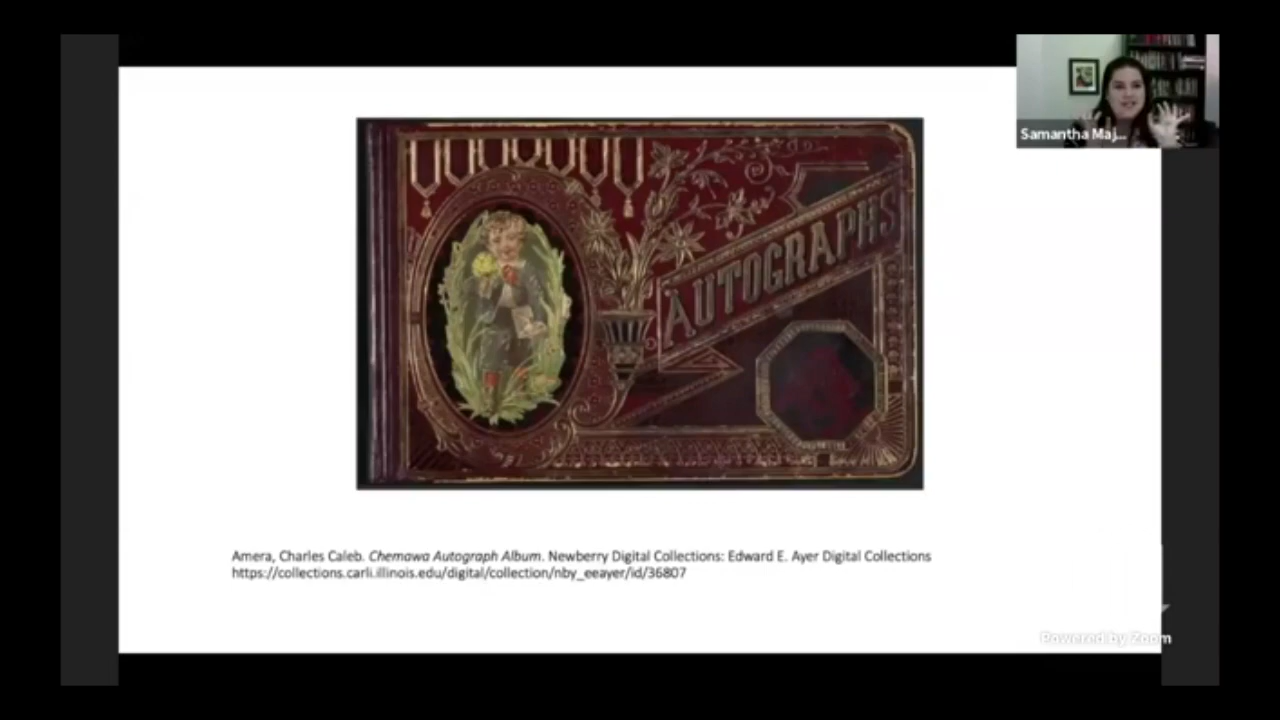 Samantha Maj...
AUTOGRAPHS
Amera, Charles Caleb. Chemawa Autograph Album. Newberry Digital Collections: Edward E. Ayer Digital Collections
https://collections.carli.illinois.edu/digital/collection/nby_eeayer/id/36807
Powered by Zoom